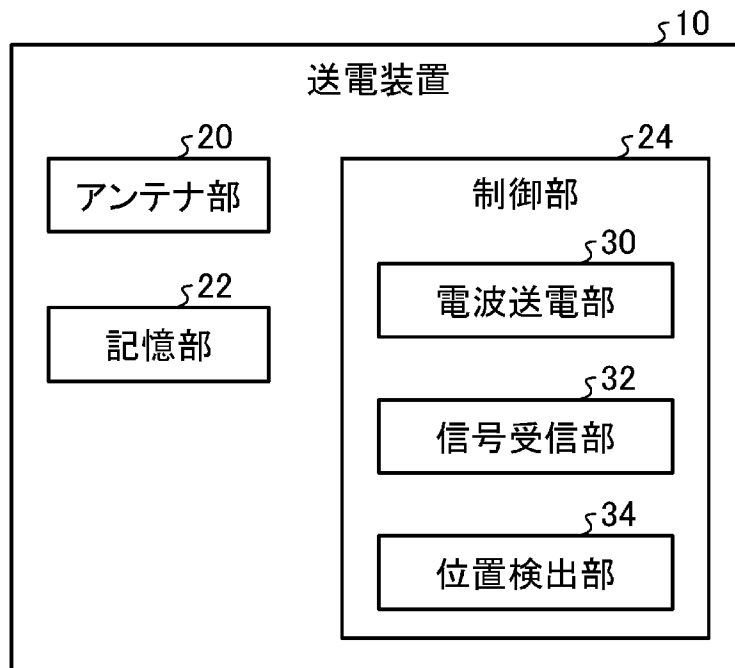 10
送電装置
20
アンテナ部
22
記憶部
24
制御部
30
電波送電部
32
信号受信部
34
位置検出部